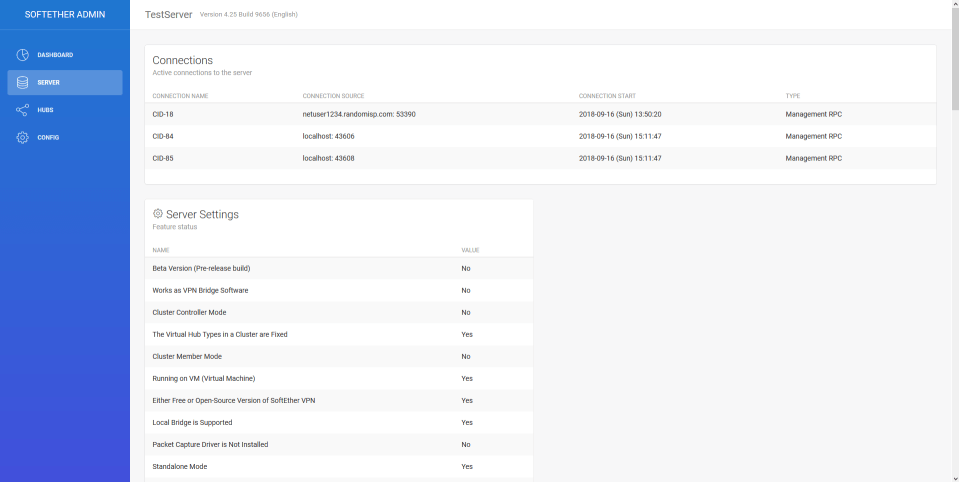 SOFTETHER ADMIN
DASHBOARD
SERVER
HUBS
CONFIG
TestServer Version 4.25 Build 9656 (English)
Connections
Active connections to the server
CONNECTION NAME CONNECTION SOURCE CONNECTION START TYPE
CID-18 netuser1234.randomisp.com: 53390 2018-09-16 (Sun) 13:50:20 Management RPC
CID-84 localhost: 43606 2018-09-16 (Sun) 15:11:47 Management RPC
CID-85 localhost: 43608 2018-09-16 (Sun) 15:11:47 Management RPC
Server Settings
Feature status
NAME VALUE
Beta Version (Pre-release build) No
Works as VPN Bridge Software No
Cluster Controller Mode No
The Virtual Hub Types in a Cluster are Fixed Yes
Cluster Member Mode No
Running on VM (Virtual Machine) Yes
Either Free or Open-Source Version of SoftEther VPN Yes
Local Bridge is Supported Yes
Packet Capture Driver is Not Installed No
Standalone Mode Yes